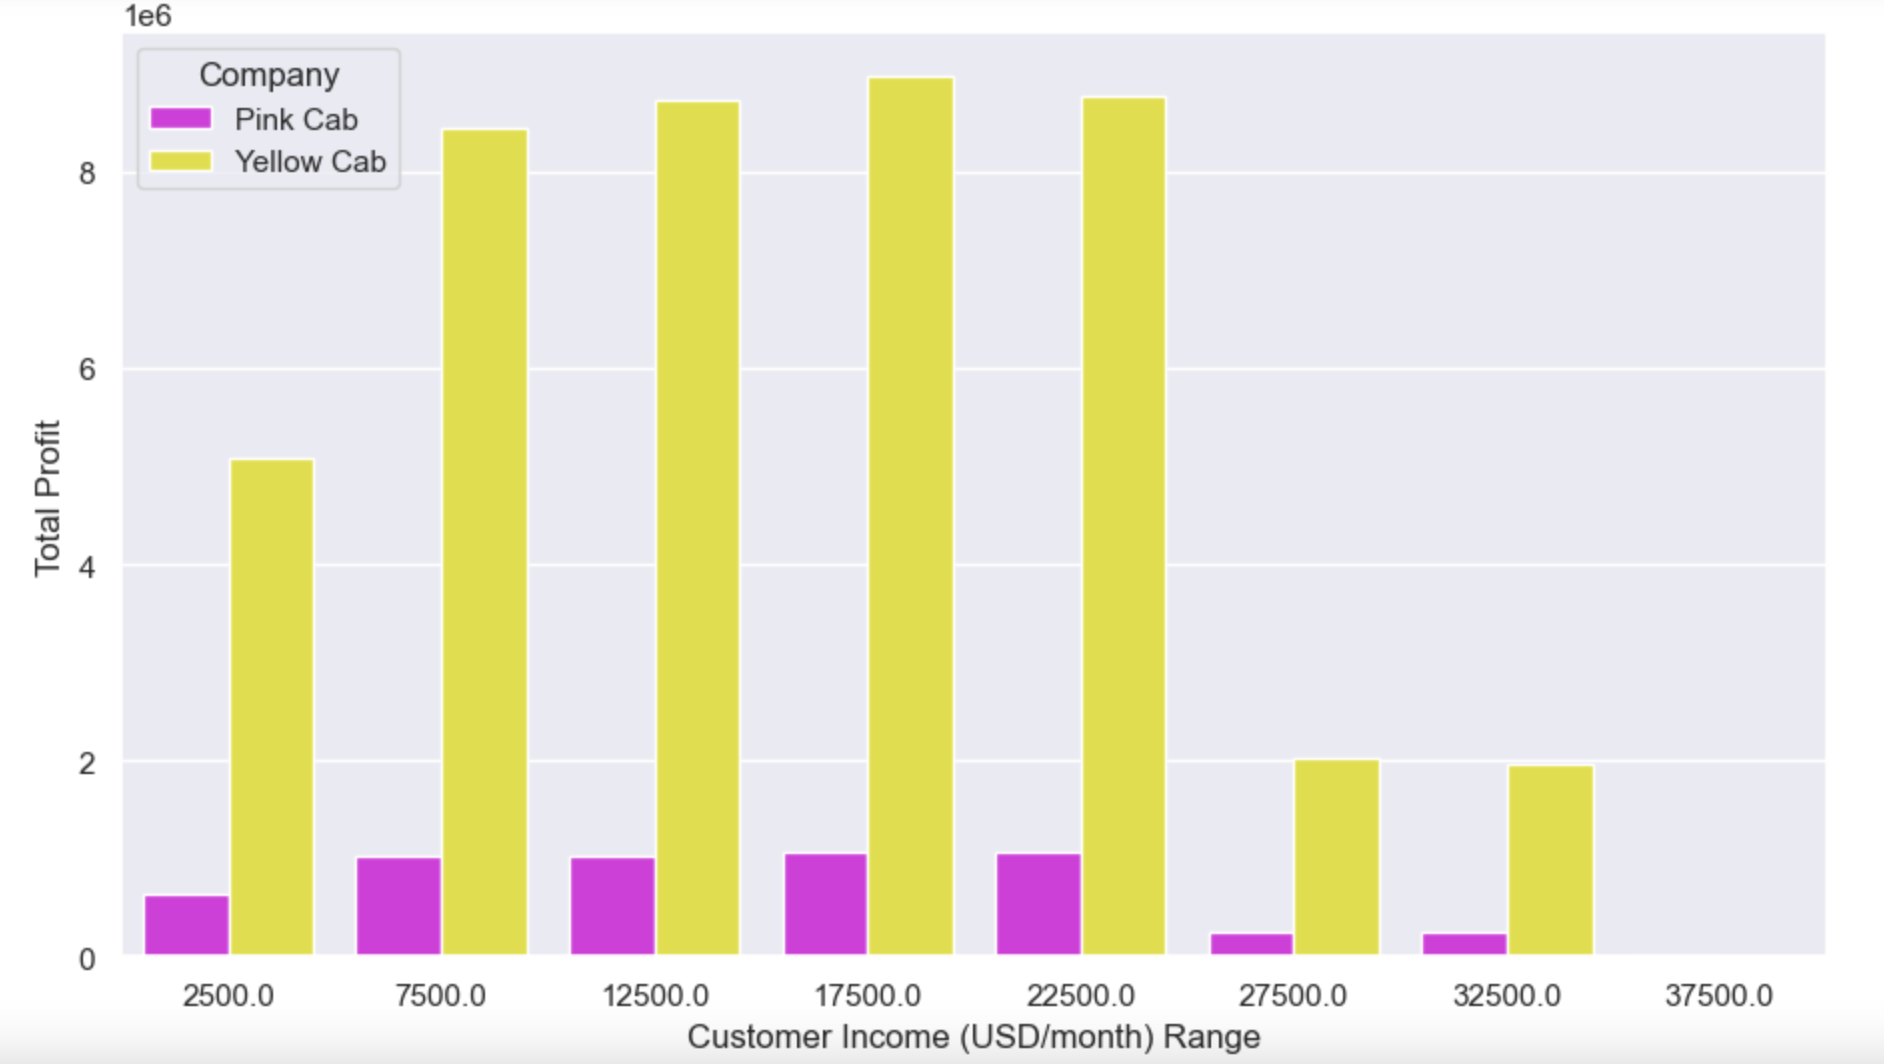 1e6
Company
Pink Cab
Yellow Cab
8
6
4
2
0
Total Profit
2500.0 7500.0 12500.0 17500.0 22500.0 27500.0 32500.0 37500.0
Customer Income (USD/month) Range